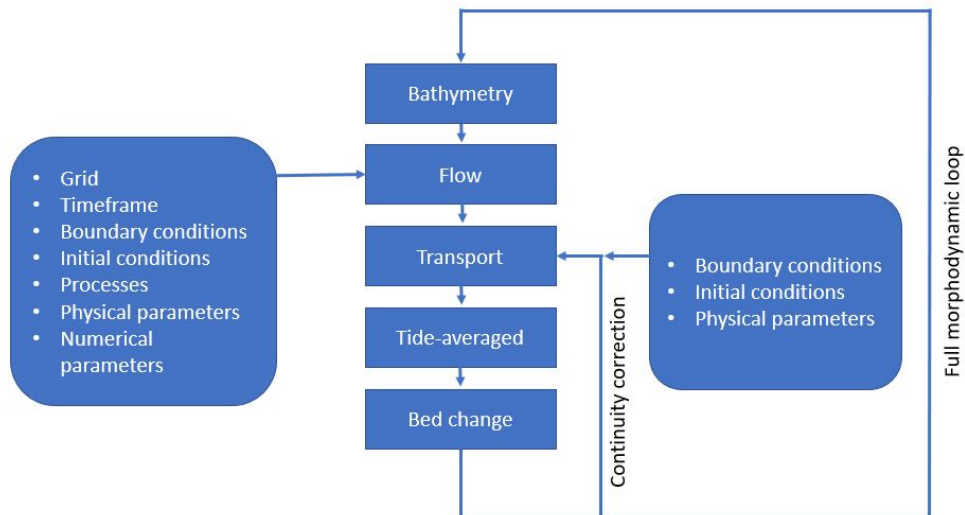 Bathymetry
• Grid
• Timeframe
• Boundary conditions
• Initial conditions
• Processes
• Physical parameters
• Numerical
parameters
Flow
Transport
Tide-averaged
Bed change
Continuity correction
• Boundary conditions
• Initial conditions
• Physical parameters
Full morphodynamic loop